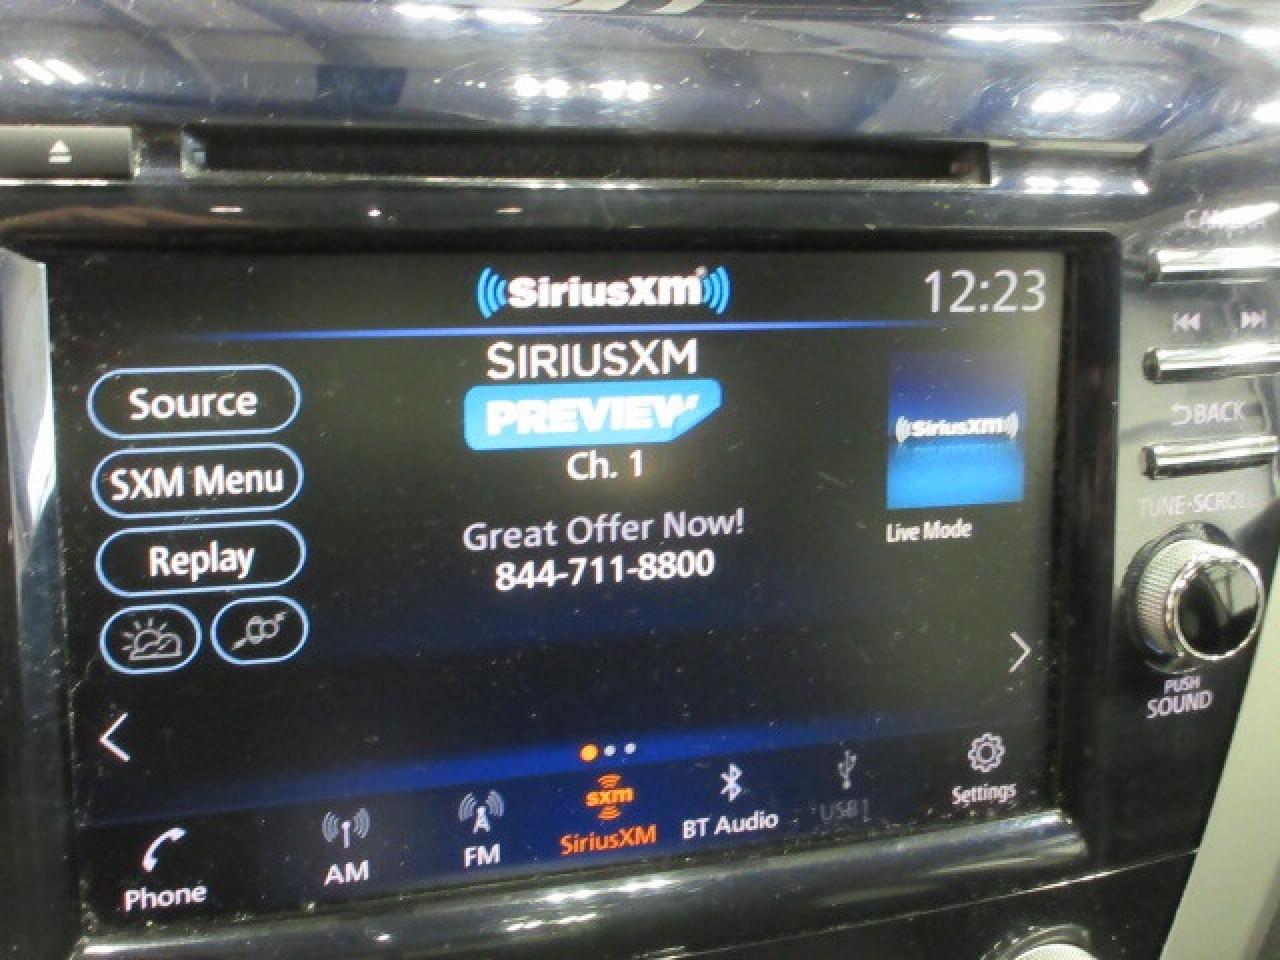 SiriusXM
12:23
SIRIUSXM
PREVIEW
Ch. 1
Great Offer Now!
844-711-8800
Source
SXM Menu
Replay
SiriusXM
Live Mode
Phone
AM
FM
sxm
SiriusXM
BT Audio
USB1
Settings
BACK
TUNE·SCROLL
PUSH
SOUND